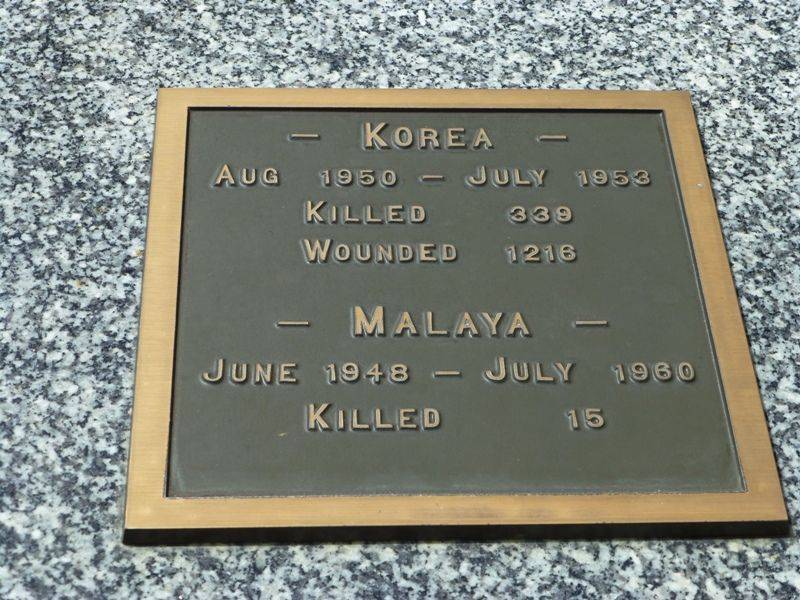 — KOREA —
AUG 1950 — JULY 1953
KILLED 339
WOUNDED 1216
— MALAYA —
JUNE 1948 — JULY 1960
KILLED 15